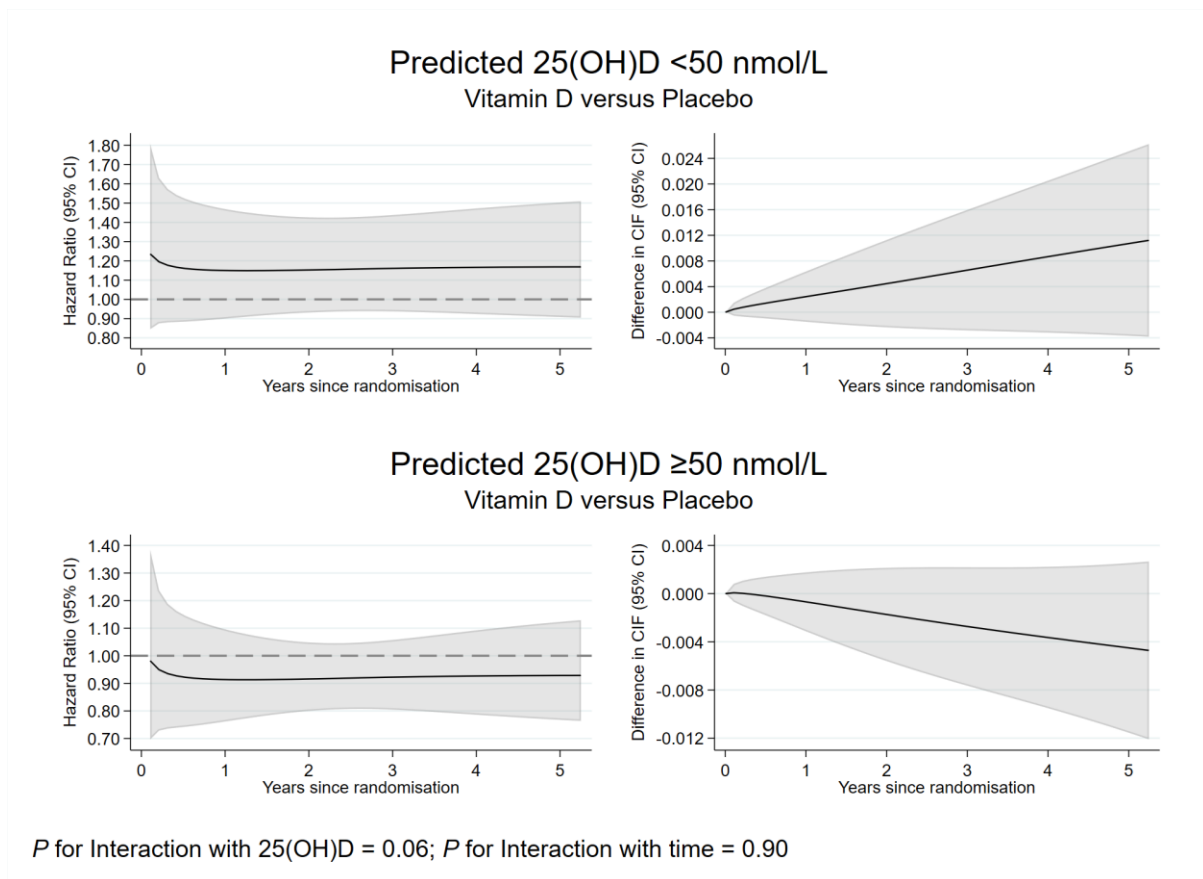 Predicted 25(OH)D <50 nmol/L
Vitamin D versus Placebo
Hazard Ratio (95% CI)
1.80
1.70
1.60
1.50
1.40
1.30
1.20
1.10
1.00
0.90
0.80
0 1 2 3 4 5
Years since randomisation
Difference in CIF (95% CI)
0.024
0.020
0.016
0.012
0.008
0.004
0.000
-0.004
0 1 2 3 4 5
Years since randomisation
Predicted 25(OH)D ≥50 nmol/L
Vitamin D versus Placebo
Hazard Ratio (95% CI)
1.40
1.30
1.20
1.10
1.00
0.90
0.80
0.70
0 1 2 3 4 5
Years since randomisation
Difference in CIF (95% CI)
0.004
0.000
-0.004
-0.008
-0.012
0 1 2 3 4 5
Years since randomisation
P for Interaction with 25(OH)D = 0.06; P for Interaction with time = 0.90